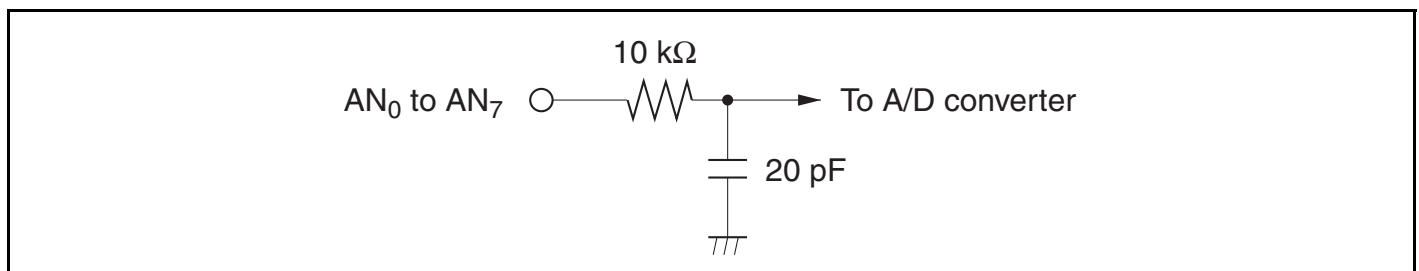 10 kΩ
AN₀ to AN₇ To A/D converter
20 pF